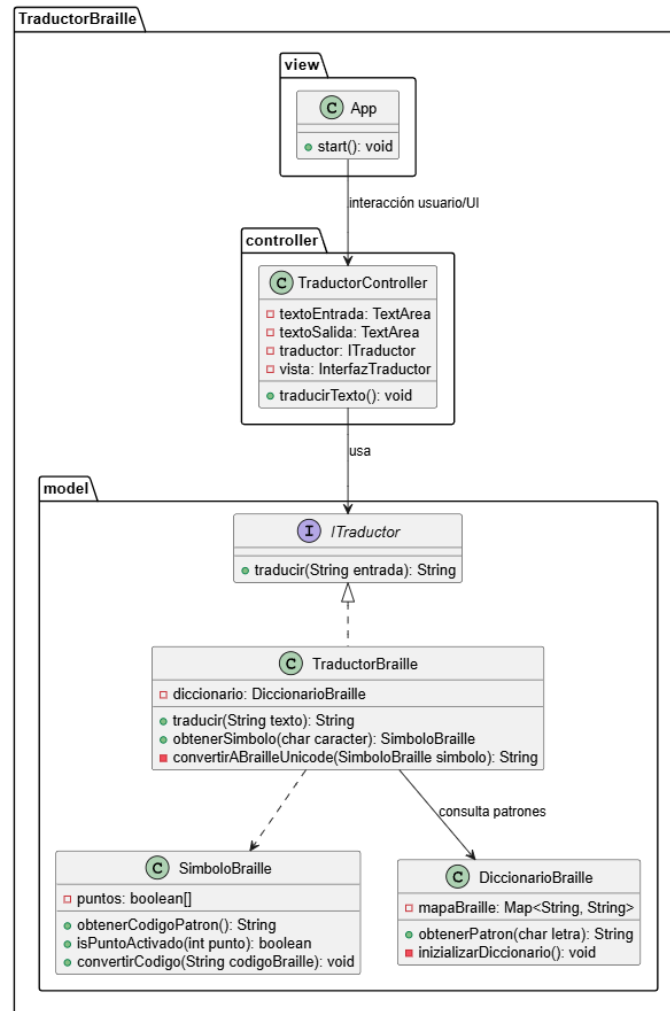 TraductorBraille
view
C App
start(): void
interacción usuario/UI
controller
C TraductorController
textoEntrada: TextArea
textoSalida: TextArea
traductor: ITraductor
vista: InterfazTraductor
traducirTexto(): void
usa
model
I ITraductor
traducir(String entrada): String
C TraductorBraille
diccionario: DiccionarioBraille
traducir(String texto): String
obtenerSimbolo(char caracter): SimboloBraille
convertirABrailleUnicode(SimboloBraille simbolo): String
consulta patrones
C SimboloBraille
puntos: boolean[]
obtenerCodigoPatron(): String
isPuntoActivado(int punto): boolean
convertirCodigo(String codigoBraille): void
C DiccionarioBraille
mapaBraille: Map<String, String>
obtenerPatron(char letra): String
inizializarDiccionario(): void